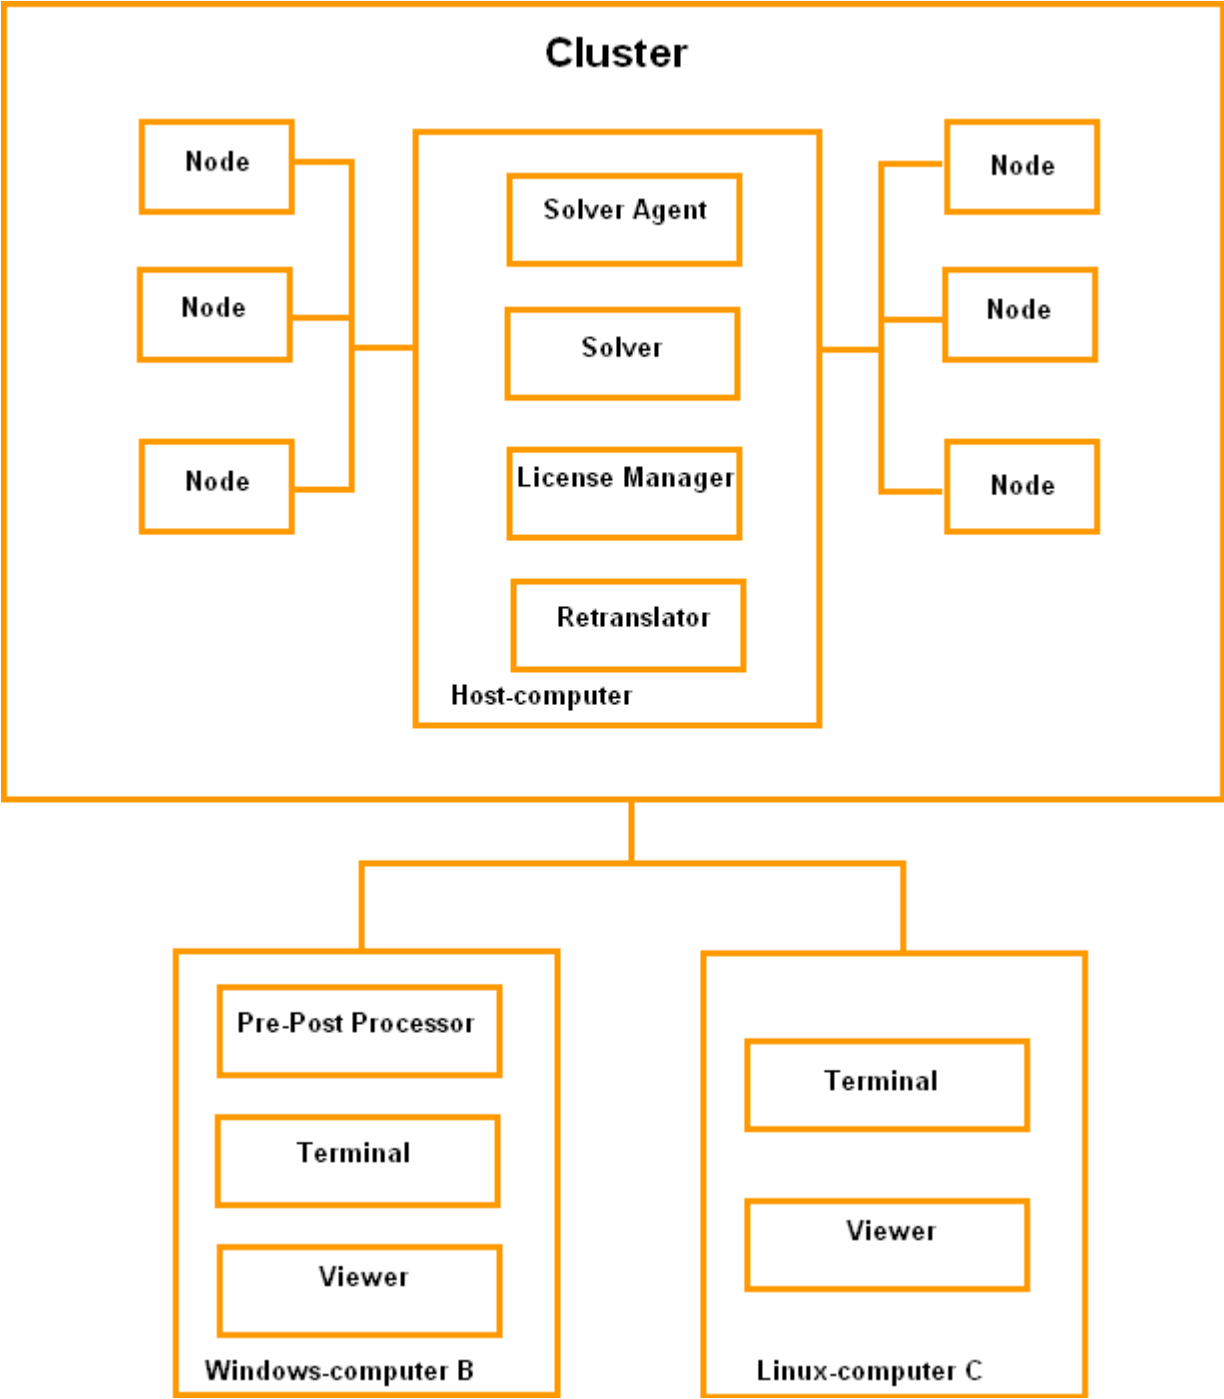 Cluster
Node
Node
Node
Solver Agent
Solver
License Manager
Retranslator
Host-computer
Node
Node
Node
Pre-Post Processor
Terminal
Viewer
Windows-computer B
Terminal
Viewer
Linux-computer C